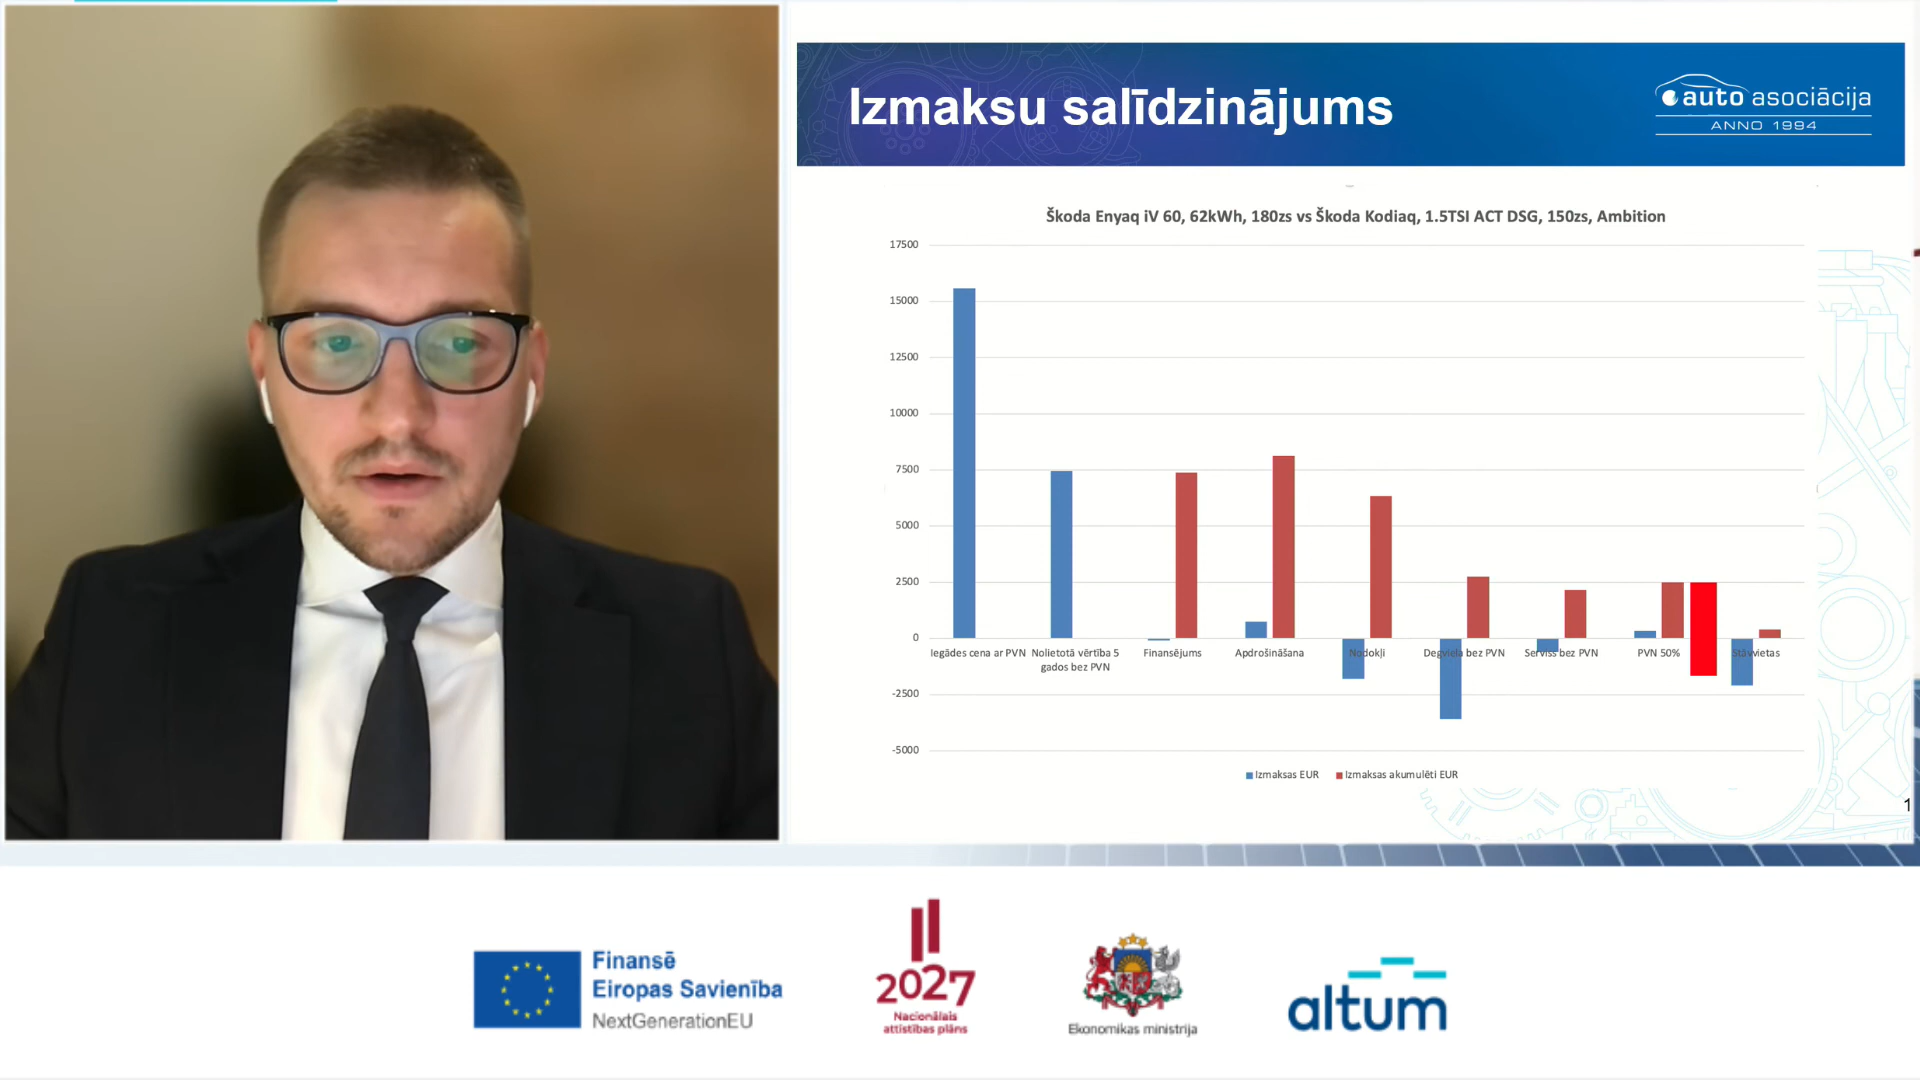 Izmaksu salīdzinājums
auto asociācija
ANNO 1994
Škoda Enyaq iV 60, 62kWh, 180zs vs Škoda Kodiaq, 1.5TSI ACT DSG, 150zs, Ambition
17500
15000
12500
10000
7500
5000
2500
0
-2500
-5000
Iegādes cena ar PVN
Nolietotā vērtība 5
gados bez PVN
Finansējums
Apdrošināšana
Nodokļi
Degviela bez PVN
Serviss bez PVN
PVN 50%
Stāvvietas
Izmaksas EUR
Izmaksas akumulēti EUR
1
Finansē
Eiropas Savienība
NextGenerationEU
2027
Nacionālais
attīstības plāns
Ekonomikas ministrija
altum